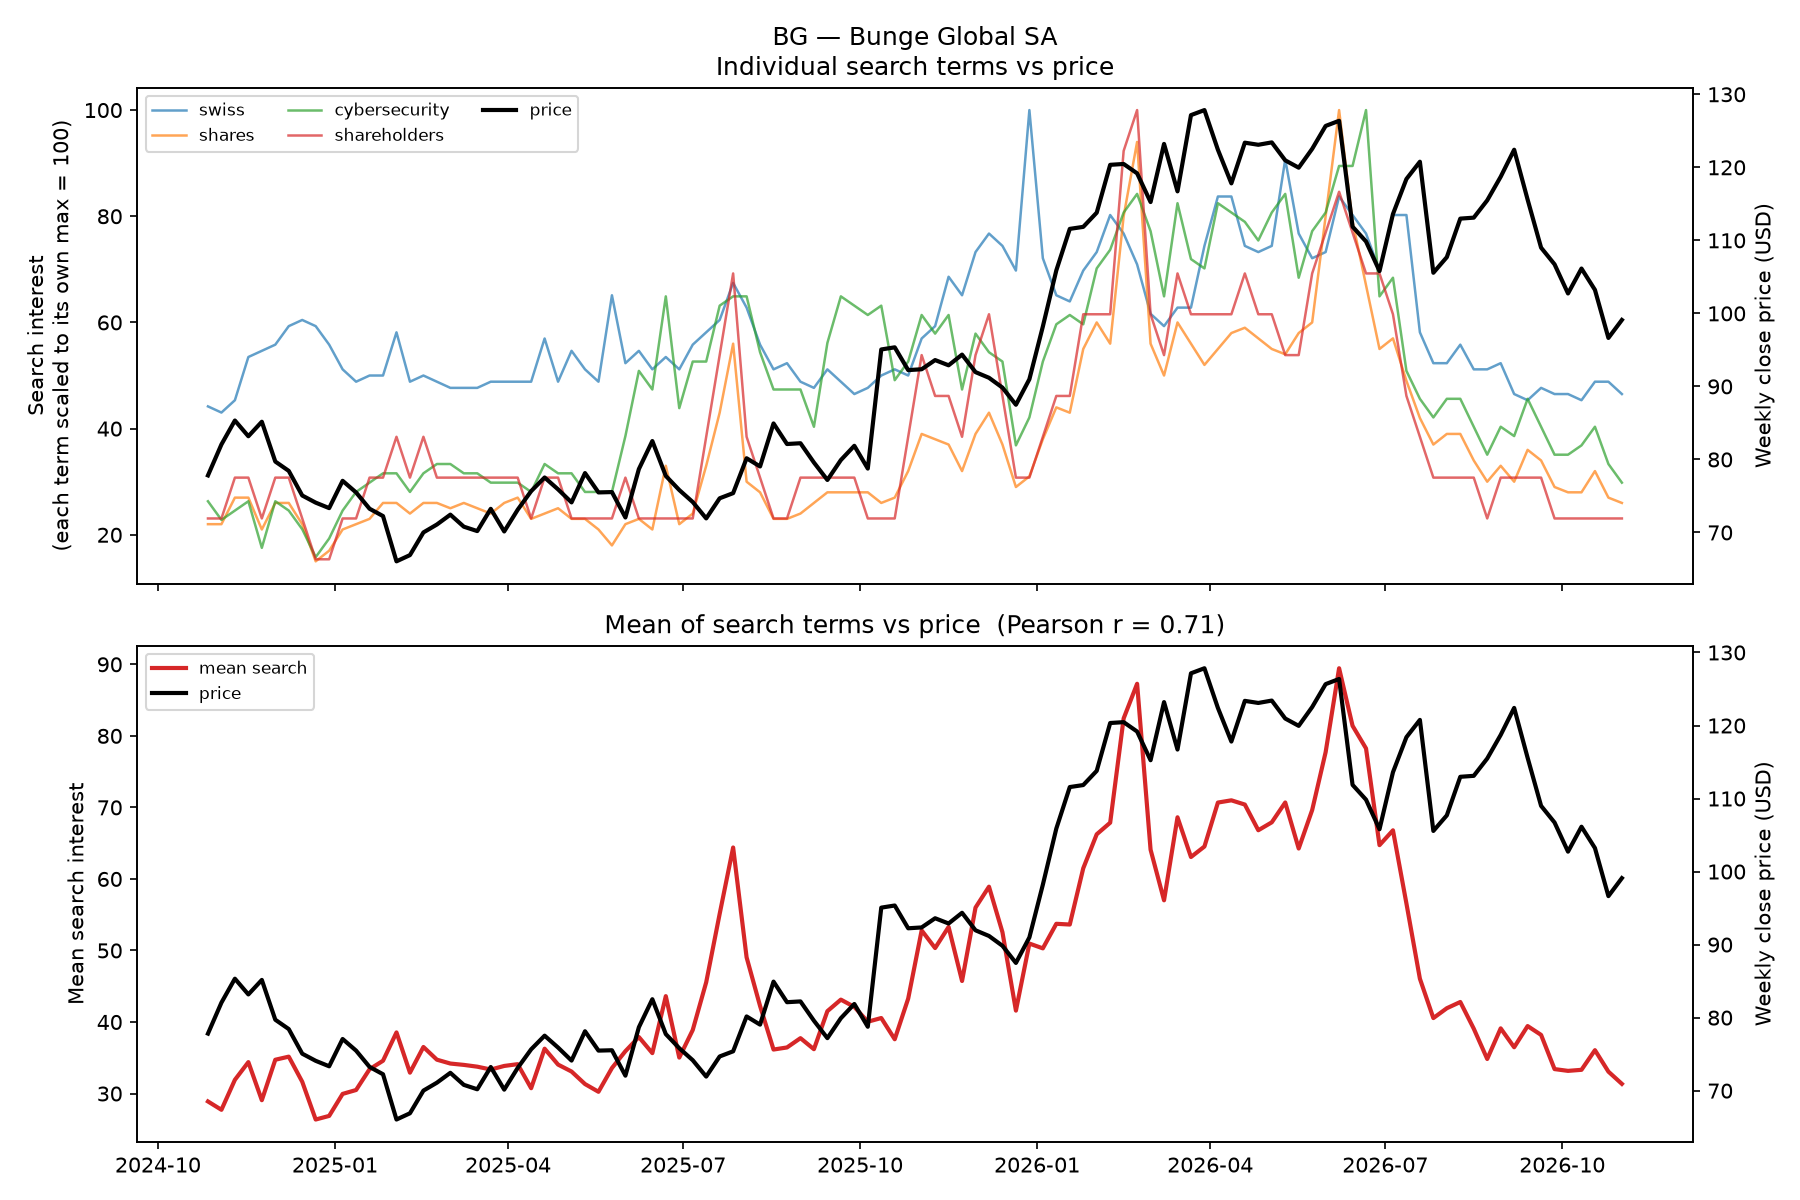 BG — Bunge Global SA
Individual search terms vs price
swiss
shares
cybersecurity
shareholders
price
Search interest
(each term scaled to its own max = 100)
100
80
60
40
20
130
120
110
100
90
80
70
Weekly close price (USD)
Mean of search terms vs price (Pearson r = 0.71)
mean search
price
Mean search interest
90
80
70
60
50
40
30
130
120
110
100
90
80
70
Weekly close price (USD)
2024-10
2025-01
2025-04
2025-07
2025-10
2026-01
2026-04
2026-07
2026-10